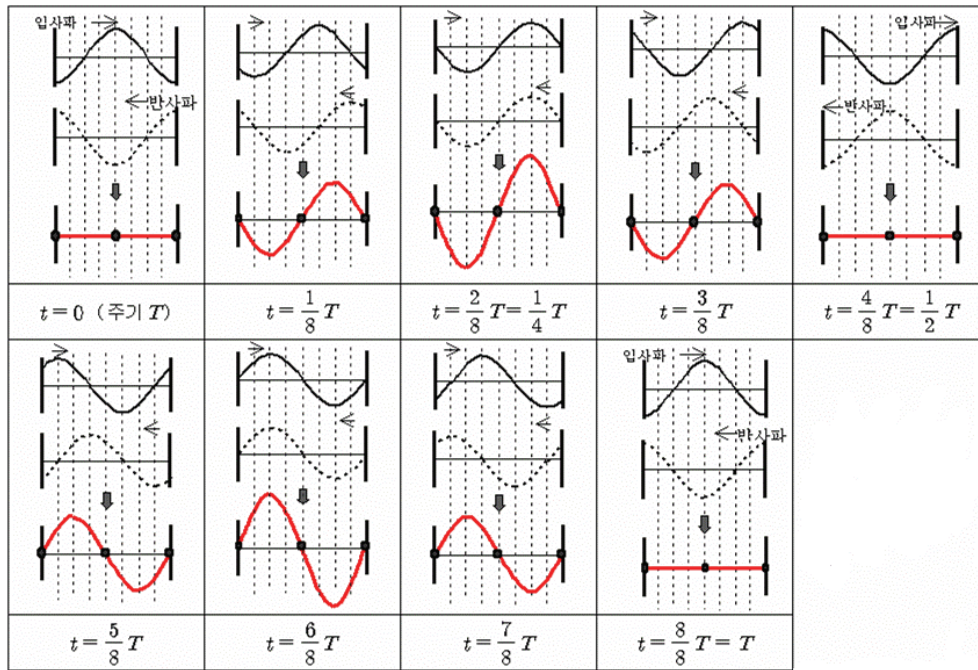 입사파
반사파
입사파
반사파
t = 0 (주기 T)
t = 1/8 T
t = 2/8 T = 1/4 T
t = 3/8 T
t = 4/8 T = 1/2 T
입사파
반사파
t = 5/8 T
t = 6/8 T
t = 7/8 T
t = 8/8 T = T